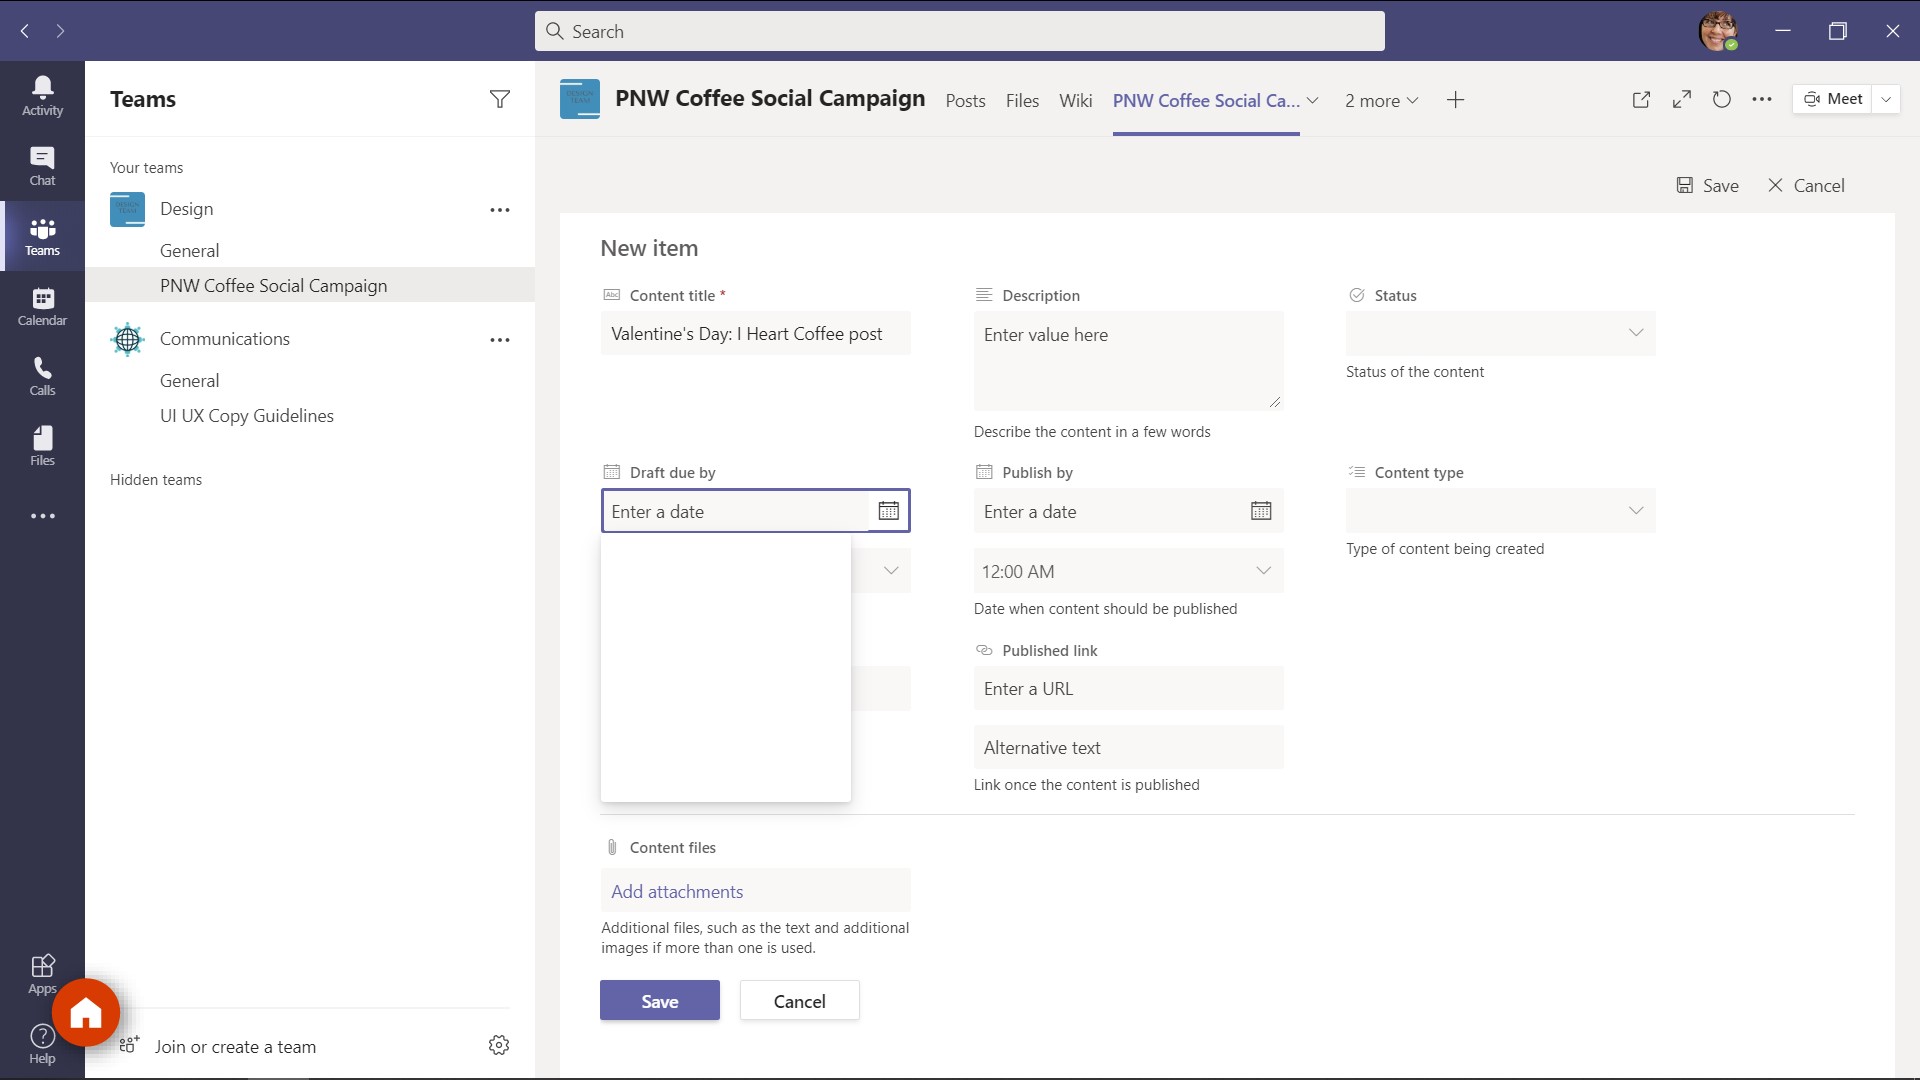 Search
Activity
Chat
Teams
Calendar
Calls
Files
Apps
Help
Teams
Your teams
Design
General
PNW Coffee Social Campaign
Communications
General
UI UX Copy Guidelines
Hidden teams
Join or create a team
DESIGN TEAM
PNW Coffee Social Campaign
Posts
Files
Wiki
PNW Coffee Social Ca...
2 more
Meet
Save
Cancel
New item
Abc
Content title *
Valentine's Day: I Heart Coffee post
Description
Enter value here
Describe the content in a few words
Status
Status of the content
Draft due by
Enter a date
Publish by
Enter a date
12:00 AM
Date when content should be published
Content type
Type of content being created
Published link
Enter a URL
Alternative text
Link once the content is published
Content files
Add attachments
Additional files, such as the text and additional
images if more than one is used.
Save
Cancel